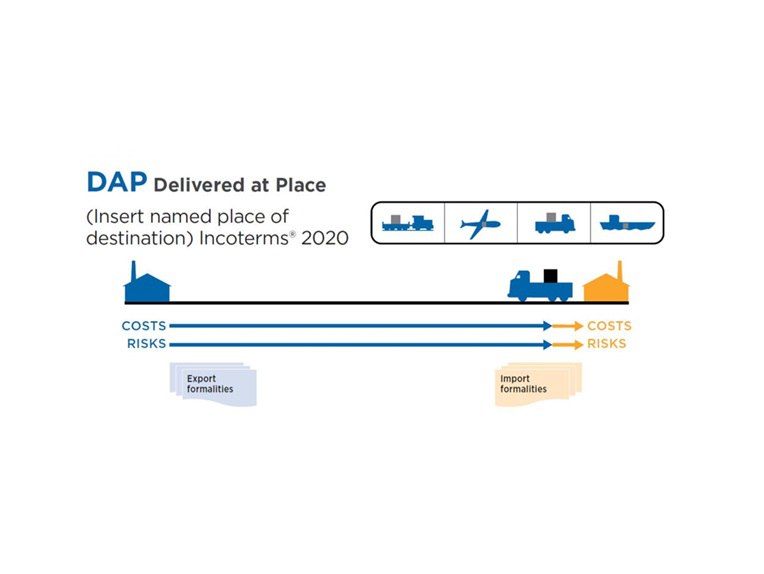 DAP Delivered at Place
(Insert named place of
destination) Incoterms® 2020
COSTS
COSTS
RISKS
RISKS
Export
formalities
Import
formalities